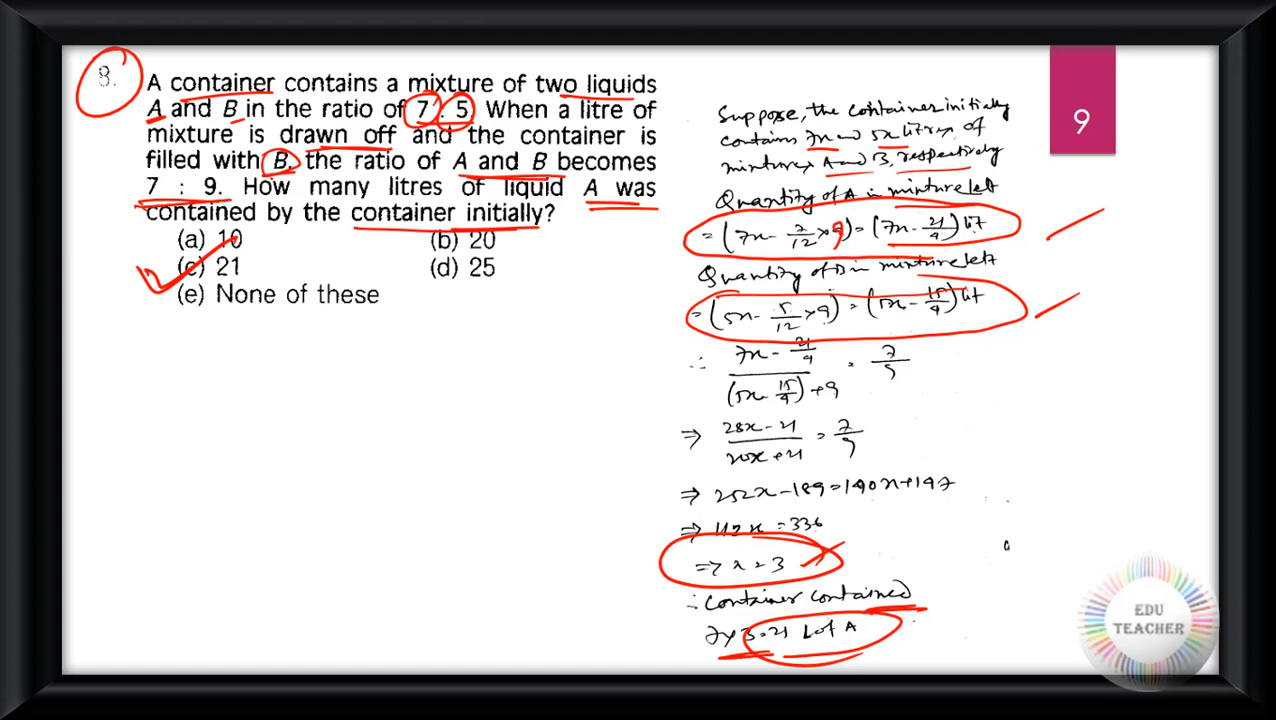 8.
A container contains a mixture of two liquids
A and B in the ratio of 7 : 5. When a litre of
mixture is drawn off and the container is
filled with B, the ratio of A and B becomes
7 : 9. How many litres of liquid A was
contained by the container initially?
(a) 10 (b) 20
(c) 21 (d) 25
(e) None of these
9
Suppose, the container initially
contains 7x and 5x litres of
mixtures A and B, respectively
Quantity of A in mixture left
= (7x - 7/12 × 9) = (7x - 21/4) lit
Quantity of B in mixture left
= (5x - 5/12 × 9) = (5x - 15/4) lit
∴ 7x - 21/4 / (5x - 15/4) + 9 = 7/9
⇒ 28x - 21 / 20x + 21 = 7/9
⇒ 252x - 189 = 140x + 147
⇒ 112x = 336
⇒ x = 3
∴ Container contained
7 × 3 = 21 L of A
EDU
TEACHER